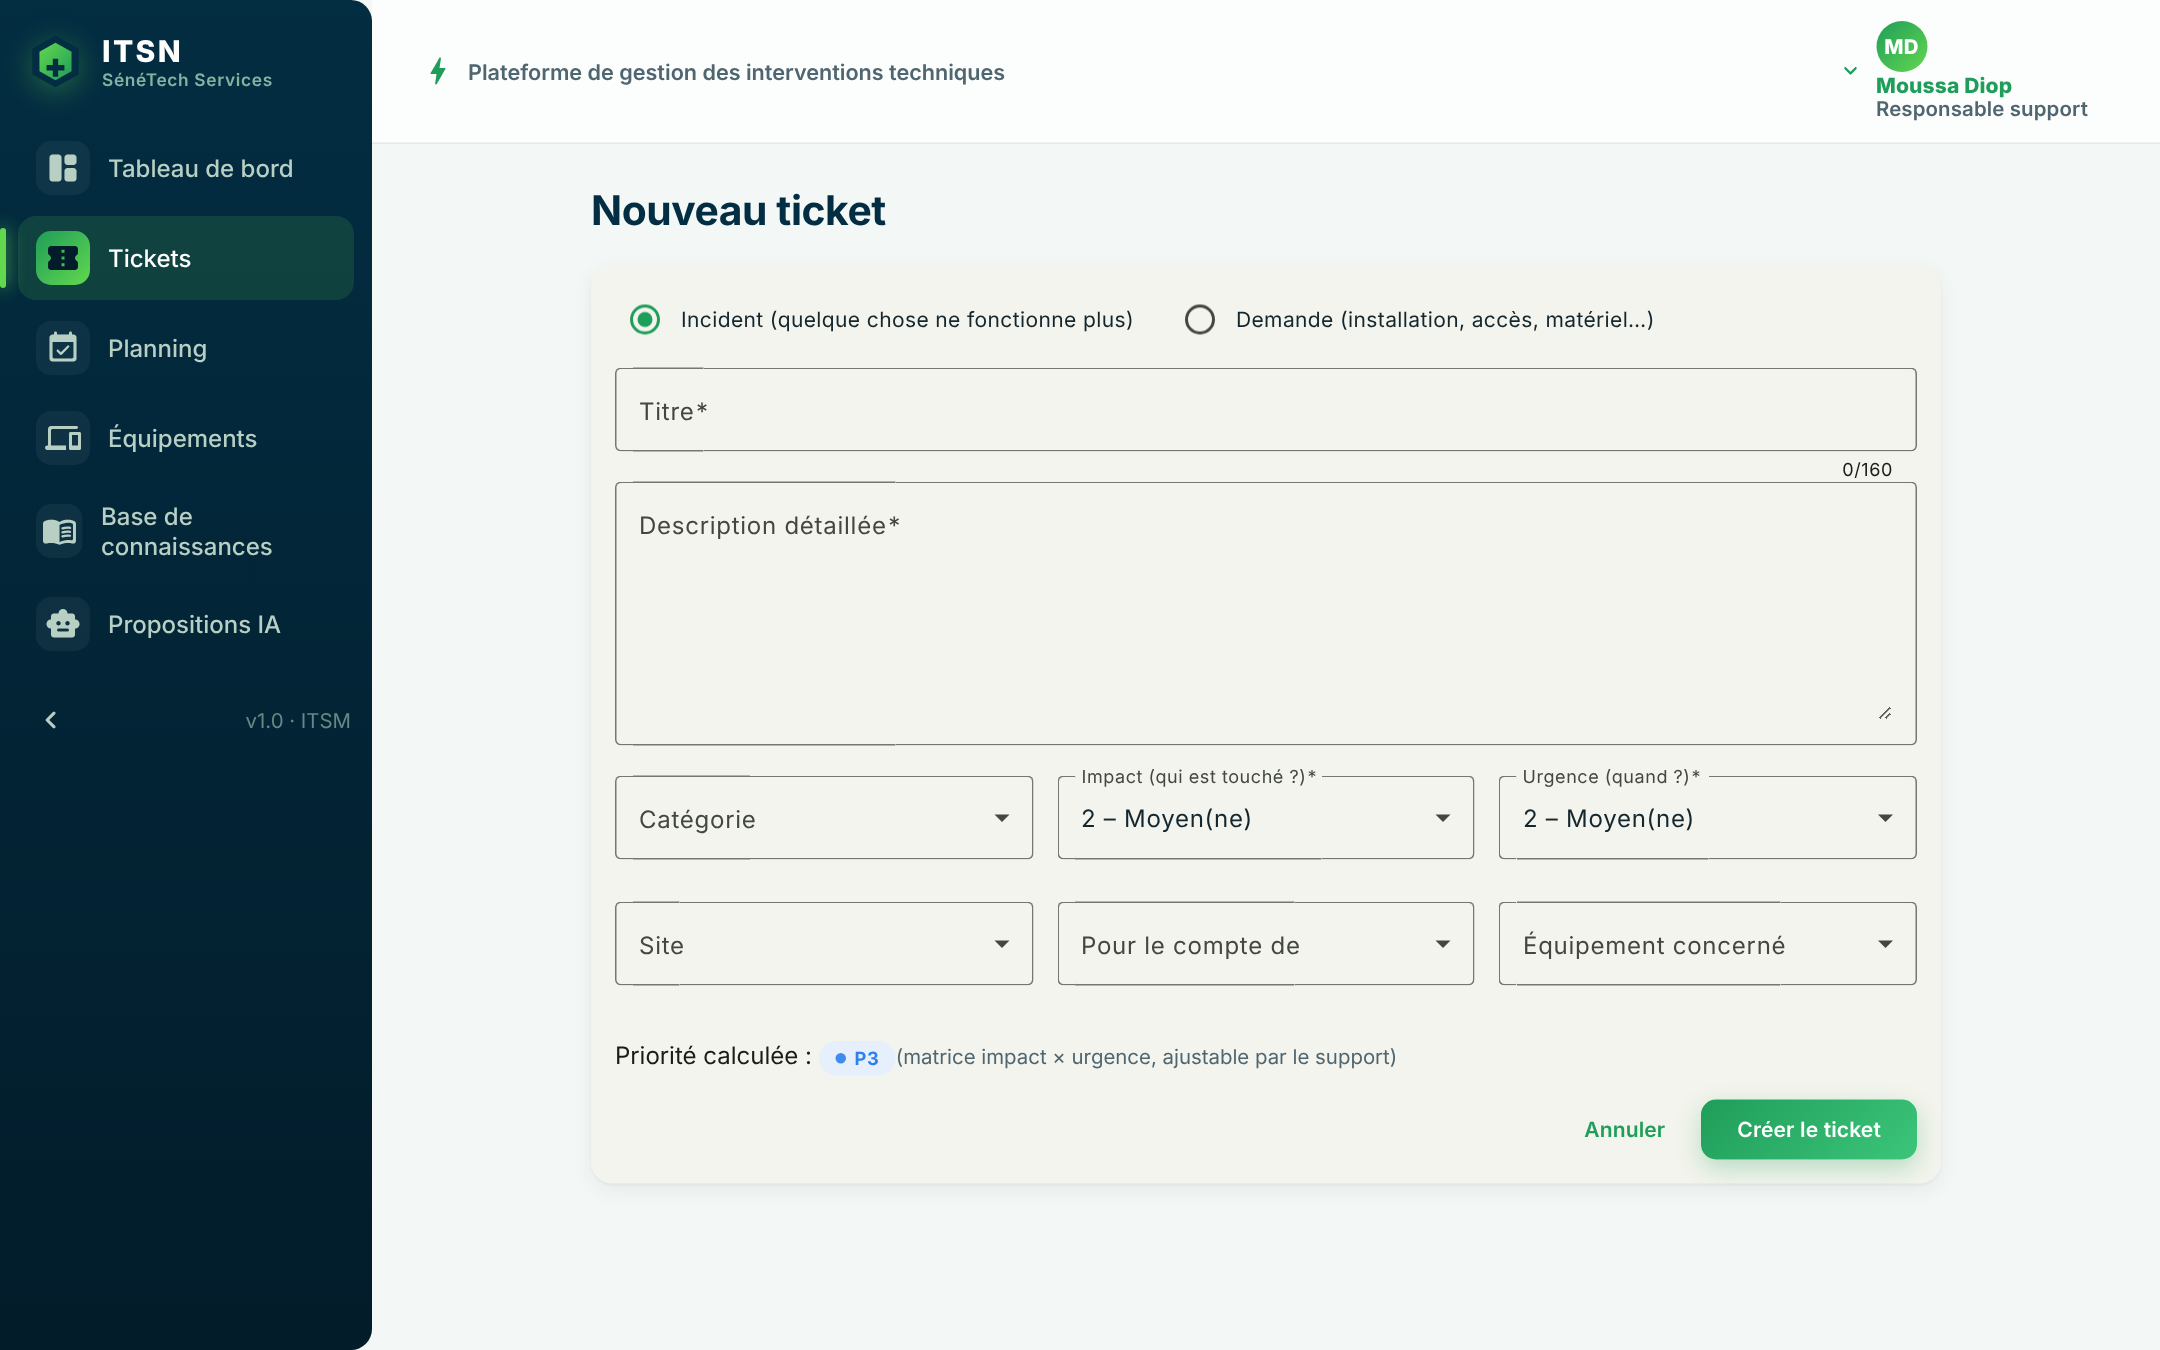 ITSN
SénéTech Services
Tableau de bord
Tickets
Planning
Équipements
Base de
connaissances
Propositions IA
v1.0 · ITSM
Plateforme de gestion des interventions techniques
MD
Moussa Diop
Responsable support
Nouveau ticket
Incident (quelque chose ne fonctionne plus) Demande (installation, accès, matériel...)
Titre*
0/160
Description détaillée*
Catégorie
Impact (qui est touché ?)*
2 – Moyen(ne)
Urgence (quand ?)*
2 – Moyen(ne)
Site
Pour le compte de
Équipement concerné
Priorité calculée : P3 (matrice impact × urgence, ajustable par le support)
Annuler
Créer le ticket